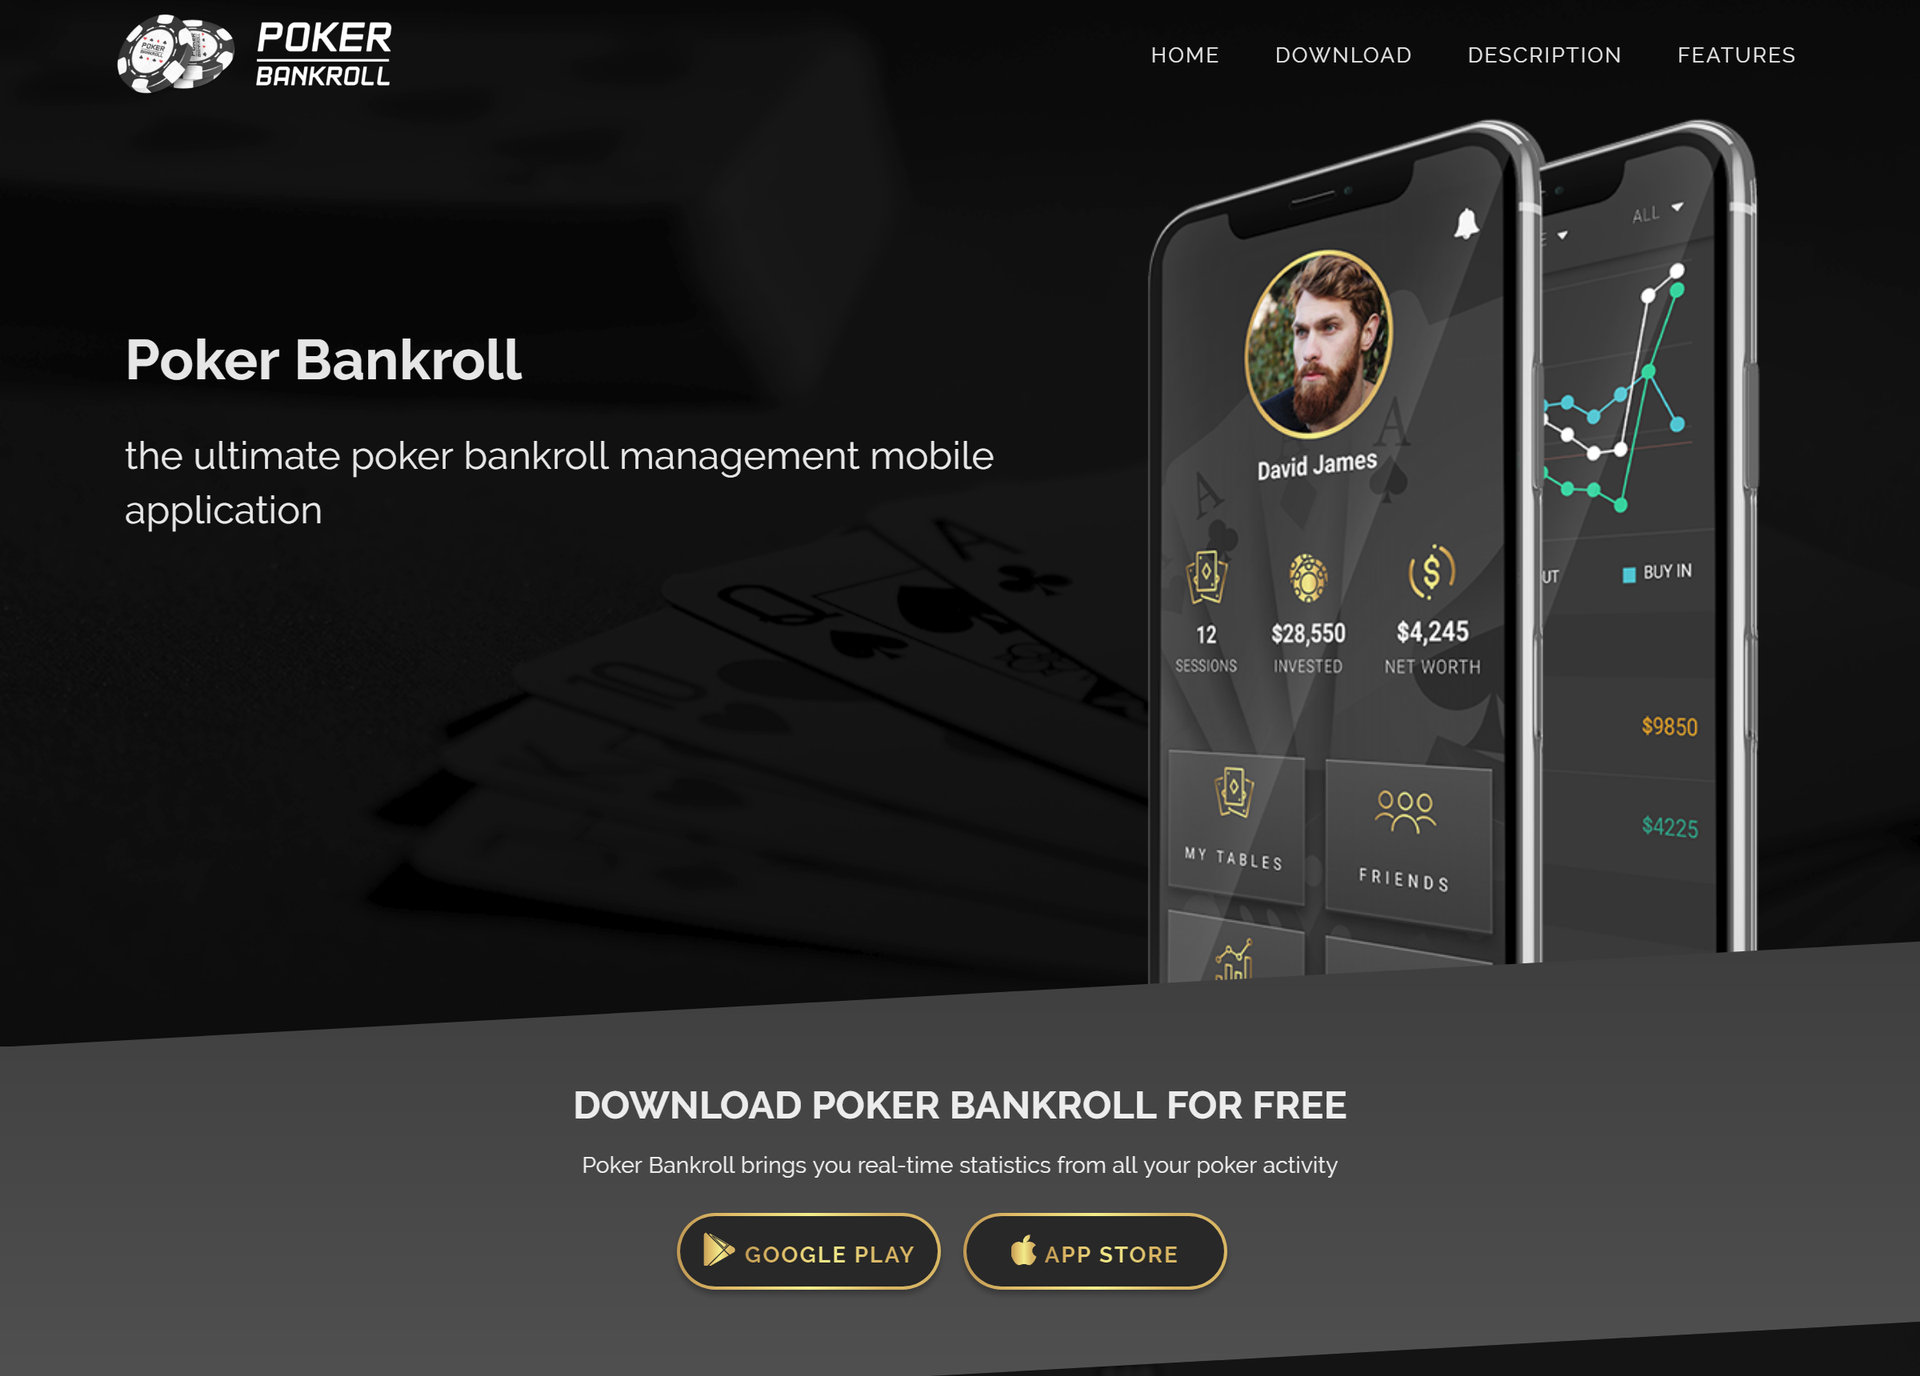 POKER
BANKROLL
HOME
DOWNLOAD
DESCRIPTION
FEATURES
Poker Bankroll
the ultimate poker bankroll management mobile
application
David James
12
SESSIONS
$28,550
INVESTED
$4,245
NET WORTH
MY TABLES
FRIENDS
ALL
BUY IN
$9850
$4225
A
Q
10
K
A
A
DOWNLOAD POKER BANKROLL FOR FREE
Poker Bankroll brings you real-time statistics from all your poker activity
GOOGLE PLAY
APP STORE